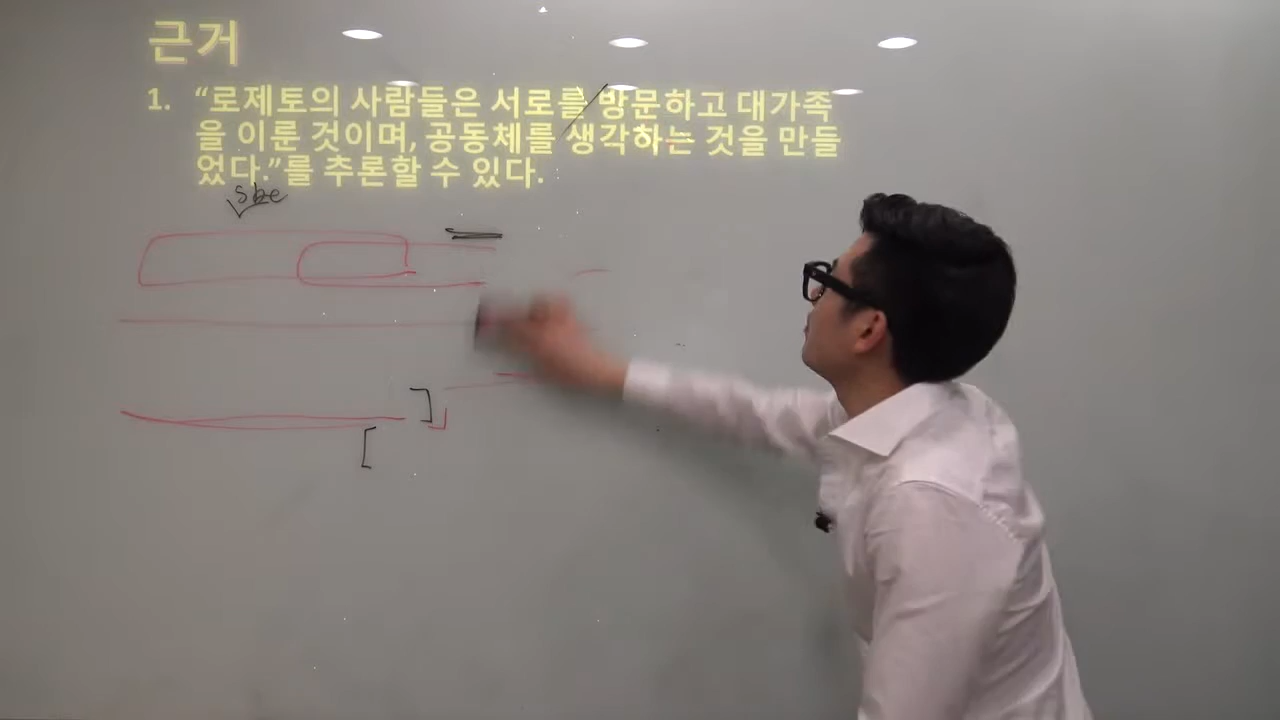 근거
1. “로제토의 사람들은 서로를 방문하고 대가족
을 이룬 것이며, 공동체를 생각하는 것을 만들
었다.”를 추론할 수 있다.